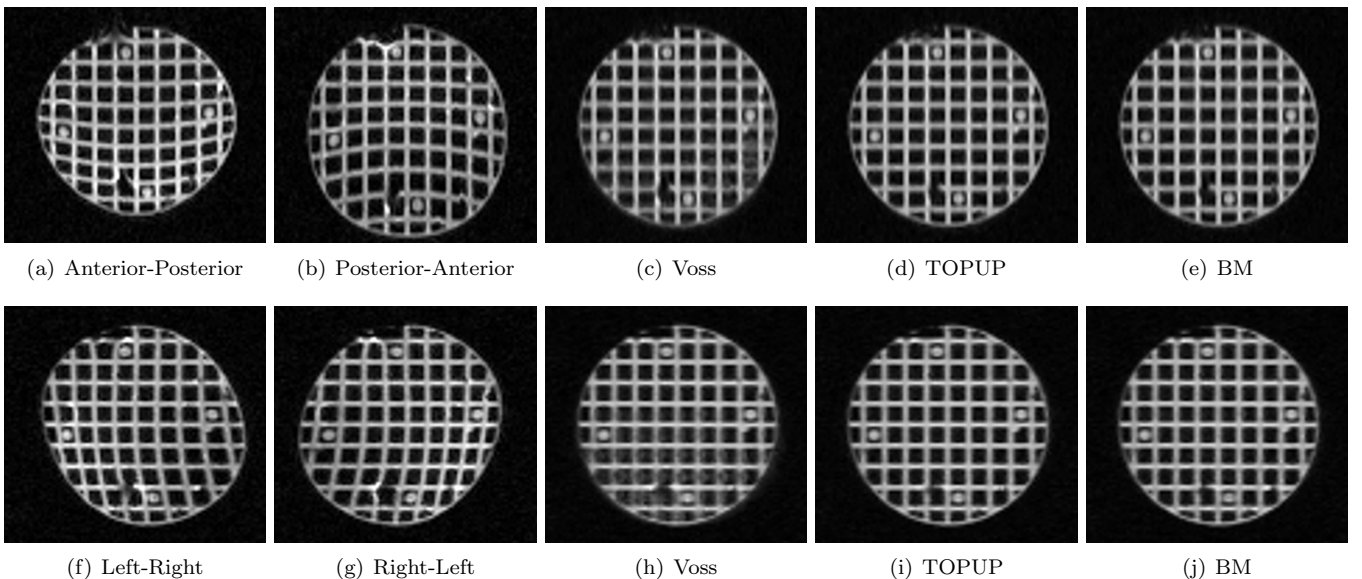 (a) Anterior-Posterior (b) Posterior-Anterior (c) Voss (d) TOPUP (e) BM
(f) Left-Right (g) Right-Left (h) Voss (i) TOPUP (j) BM